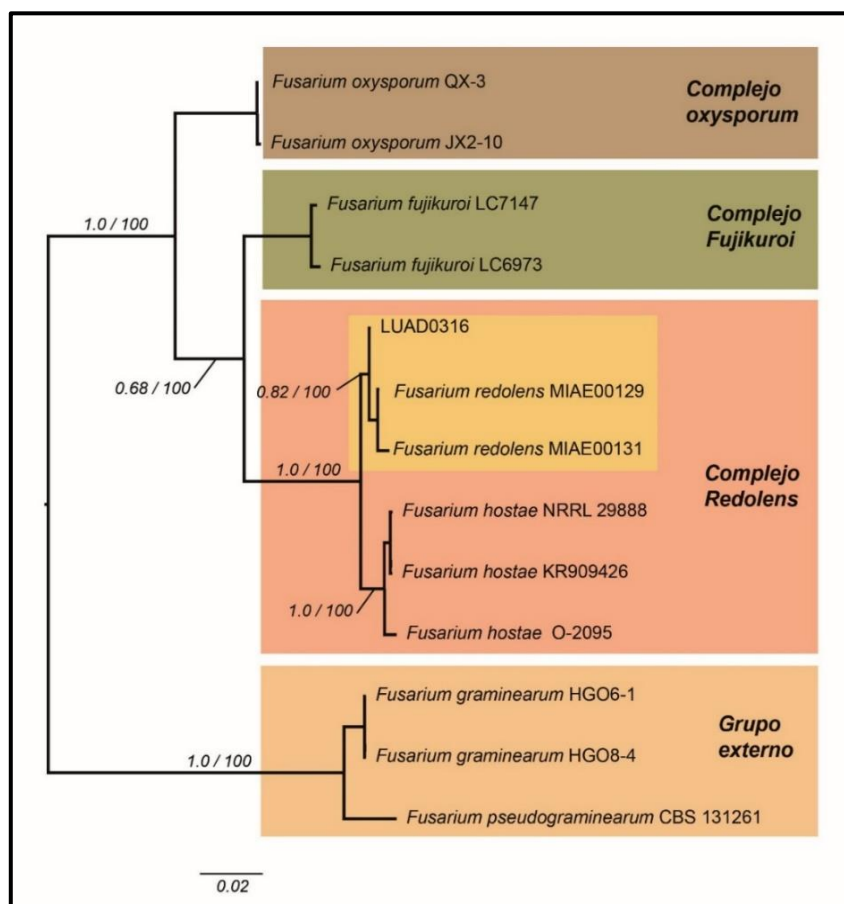 Fusarium oxysporum QX-3
Fusarium oxysporum JX2-10
Complejo
oxysporum
1.0 / 100
Fusarium fujikuroi LC7147
Fusarium fujikuroi LC6973
Complejo
Fujikuroi
0.68 / 100
LUAD0316
0.82 / 100
Fusarium redolens MIAE00129
Fusarium redolens MIAE00131
1.0 / 100
Complejo
Redolens
Fusarium hostae NRRL 29888
Fusarium hostae KR909426
1.0 / 100
Fusarium hostae O-2095
Fusarium graminearum HGO6-1
Fusarium graminearum HGO8-4
Grupo
externo
1.0 / 100
Fusarium pseudograminearum CBS 131261
0.02